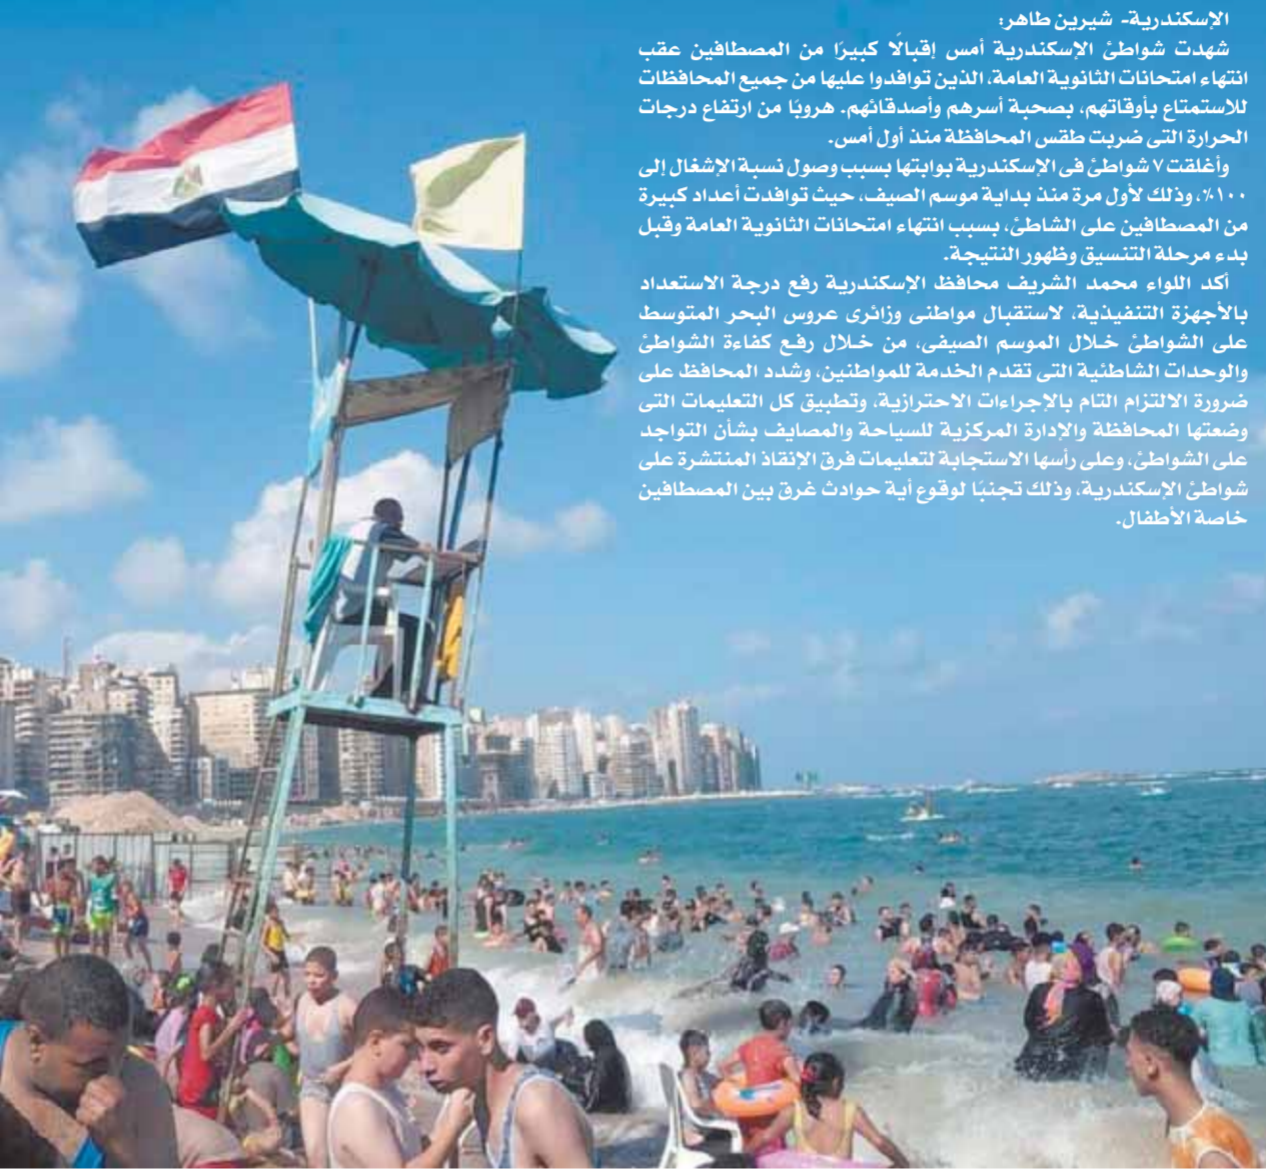 الإسكندرية- شيرين طاهر:
شهدت شواطئ الإسكندرية أمس إقبالًا كبيرًا من المصطافين عقب
انتهاء امتحانات الثانوية العامة، الذين توافدوا عليها من جميع المحافظات
للاستمتاع بأوقاتهم، بصحبة أسرهم وأصدقائهم. هروبًا من ارتفاع درجات
الحرارة التى ضربت طقس المحافظة منذ أول أمس.
وأغلقت ٧ شواطئ فى الإسكندرية بوابتها بسبب وصول نسبة الإشغال إلى
١٠٠٪، وذلك لأول مرة منذ بداية موسم الصيف، حيث توافدت أعداد كبيرة
من المصطافين على الشاطئ، بسبب انتهاء امتحانات الثانوية العامة وقبل
بدء مرحلة التنسيق وظهور النتيجة.
أكد اللواء محمد الشريف محافظ الإسكندرية رفع درجة الاستعداد
بالأجهزة التنفيذية، لاستقبال مواطنى وزائرى عروس البحر المتوسط
على الشواطئ خلال الموسم الصيفى، من خلال رفع كفاءة الشواطئ
والوحدات الشاطئية التى تقدم الخدمة للمواطنين، وشدد المحافظ على
ضرورة الالتزام التام بالإجراءات الاحترازية، وتطبيق كل التعليمات التى
وضعتها المحافظة والإدارة المركزية للسياحة والمصايف بشأن التواجد
على الشواطئ، وعلى رأسها الاستجابة لتعليمات فرق الإنقاذ المنتشرة على
شواطئ الإسكندرية، وذلك تجنبًا لوقوع أية حوادث غرق بين المصطافين
خاصة الأطفال.